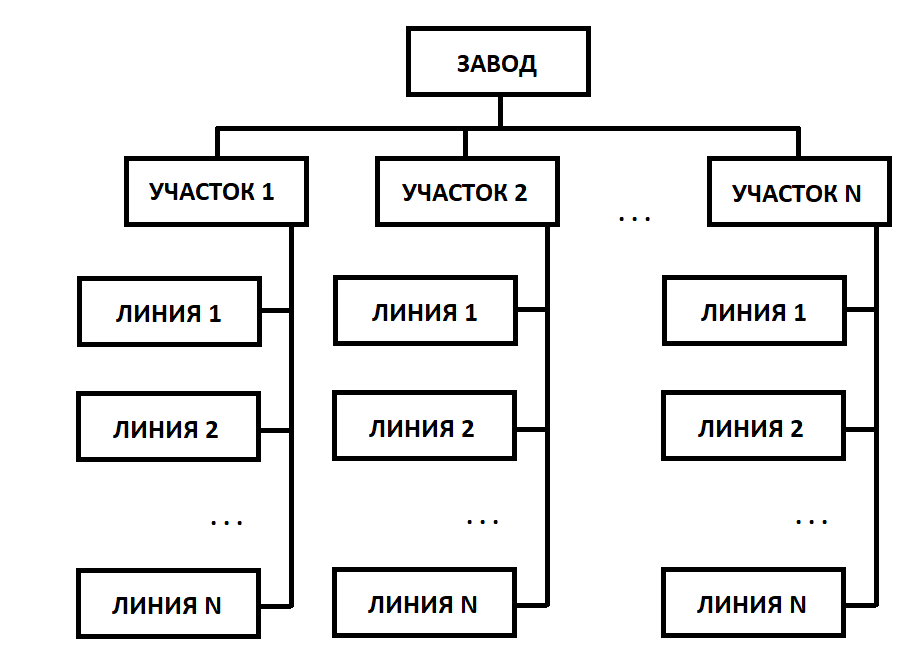 ЗАВОД
УЧАСТОК 1
УЧАСТОК 2
...
УЧАСТОК N
ЛИНИЯ 1
ЛИНИЯ 1
ЛИНИЯ 1
ЛИНИЯ 2
ЛИНИЯ 2
ЛИНИЯ 2
...
...
...
ЛИНИЯ N
ЛИНИЯ N
ЛИНИЯ N